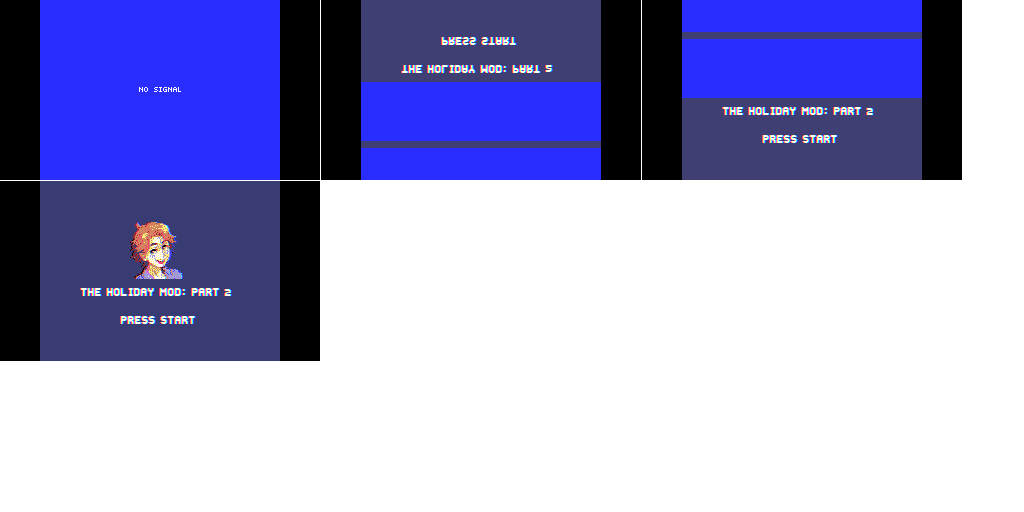 NO SIGNAL
PRESS START
THE HOLIDAY MOD: PART 2
THE HOLIDAY MOD: PART 2
PRESS START
THE HOLIDAY MOD: PART 2
PRESS START